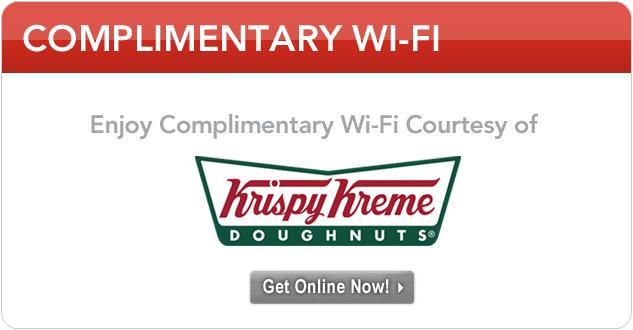 COMPLIMENTARY WI-FI
Enjoy Complimentary Wi-Fi Courtesy of
Krispy Kreme
DOUGHNUTS®
Get Online Now!